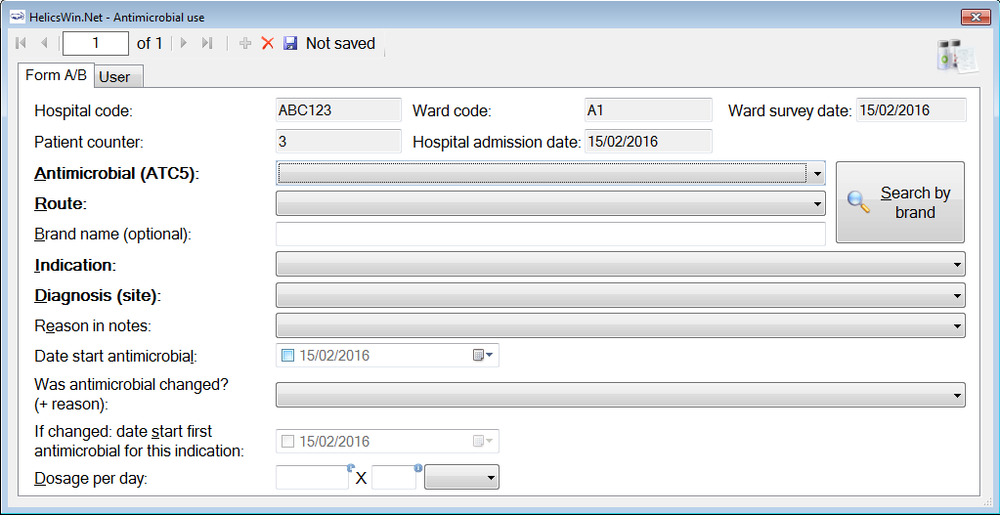 HelicsWin.Net - Antimicrobial use
1 of 1 Not saved
Form A/B User
Hospital code: ABC123 Ward code: A1 Ward survey date: 15/02/2016
Patient counter: 3 Hospital admission date: 15/02/2016
Antimicrobial (ATC5):
Search by
brand
Route:
Brand name (optional):
Indication:
Diagnosis (site):
Reason in notes:
Date start antimicrobial: 15/02/2016
Was antimicrobial changed?
(+ reason):
If changed: date start first
antimicrobial for this indication: 15/02/2016
Dosage per day: X